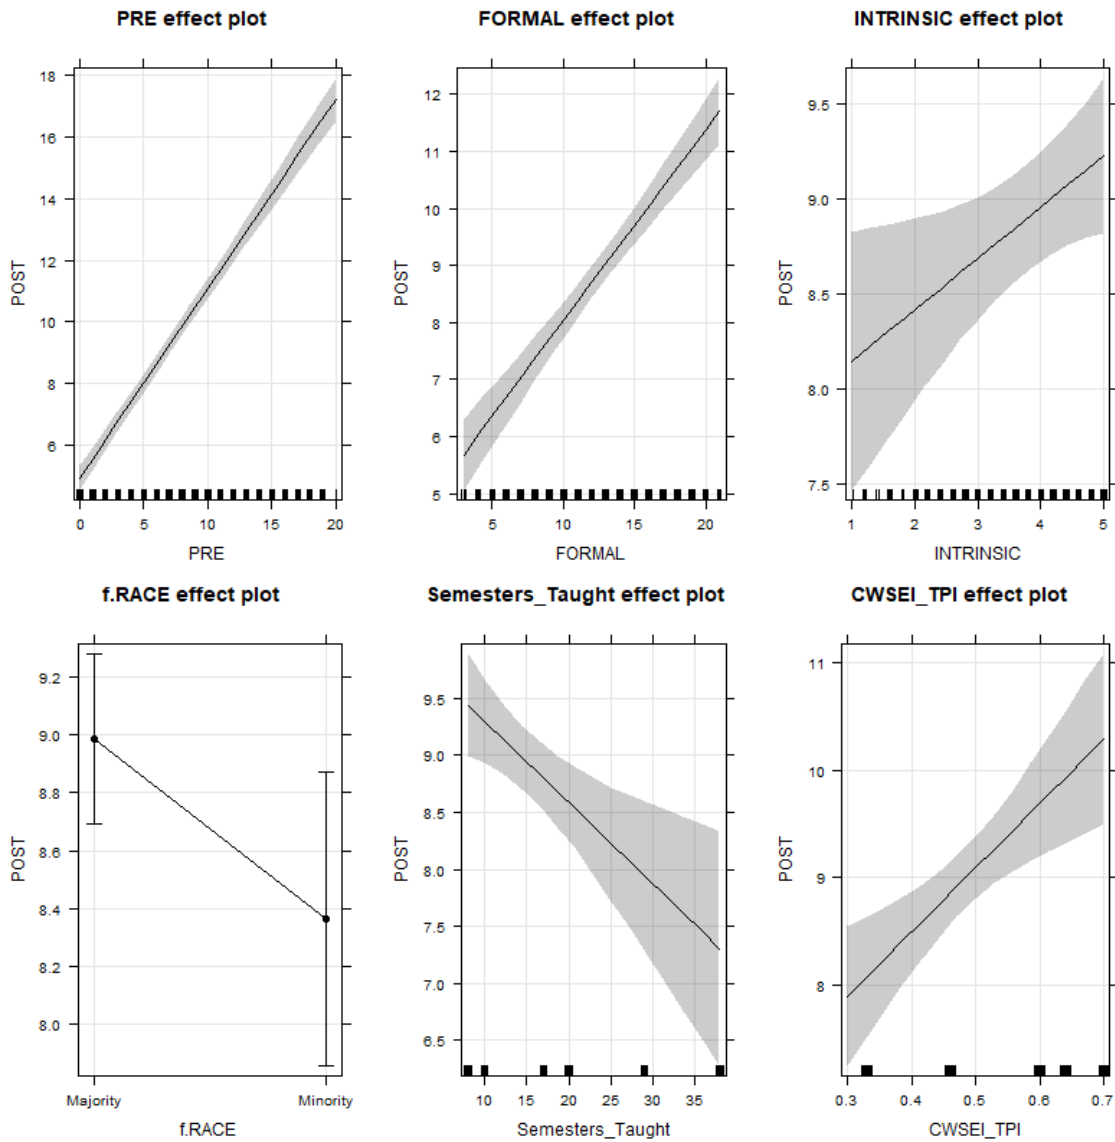 PRE effect plot
18
16
14
12
10
8
6
POST
0 5 10 15 20
PRE
FORMAL effect plot
12
11
10
9
8
7
6
5
POST
5 10 15 20
FORMAL
INTRINSIC effect plot
9.5
9.0
8.5
8.0
7.5
POST
1 2 3 4 5
INTRINSIC
f.RACE effect plot
9.2
9.0
8.8
8.6
8.4
8.2
8.0
POST
Majority Minority
f.RACE
Semesters_Taught effect plot
9.5
9.0
8.5
8.0
7.5
7.0
6.5
POST
10 15 20 25 30 35
Semesters_Taught
CWSEI_TPI effect plot
11
10
9
8
POST
0.3 0.4 0.5 0.6 0.7
CWSEI_TPI